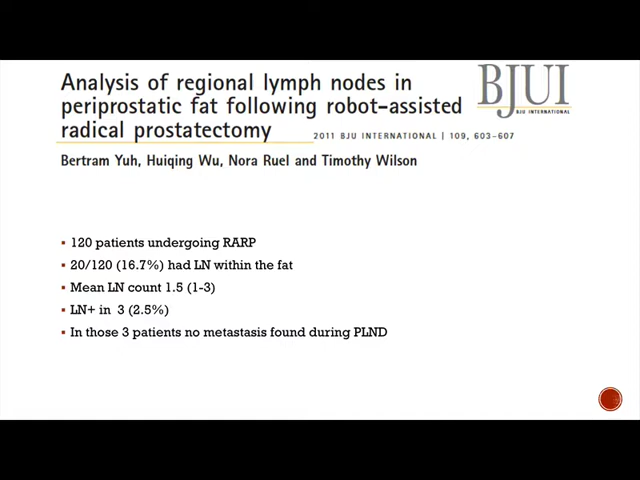 Analysis of regional lymph nodes in
periprostatic fat following robot-assisted
radical prostatectomy
BJUI
BJU INTERNATIONAL
2011 BJU INTERNATIONAL | 109, 603–607
Bertram Yuh, Huiqing Wu, Nora Ruel and Timothy Wilson
▪ 120 patients undergoing RARP
▪ 20/120 (16.7%) had LN within the fat
▪ Mean LN count 1.5 (1-3)
▪ LN+ in 3 (2.5%)
▪ In those 3 patients no metastasis found during PLND